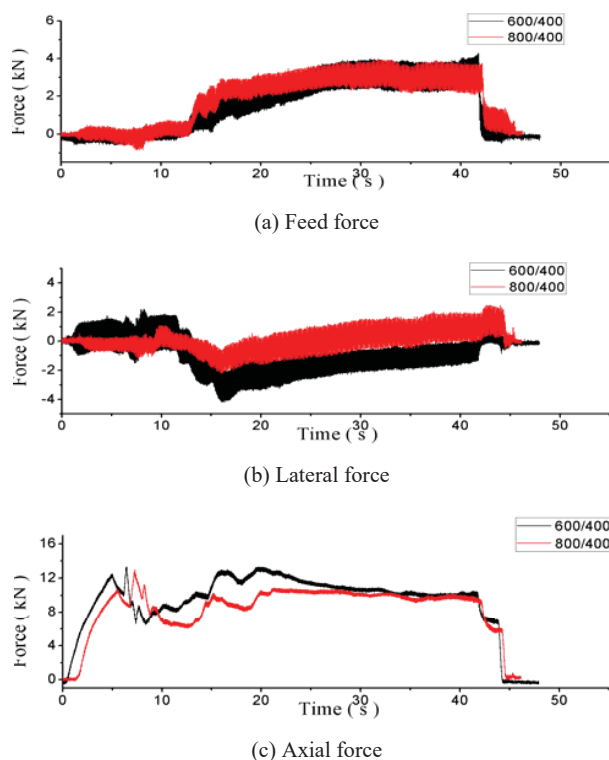 6
4
2
0
Force ( kN )
600/400
800/400
0 10 20 30 40 50
Time ( s )
(a) Feed force
4
2
0
-2
-4
Force ( kN )
600/400
800/400
0 10 20 30 40 50
Time ( s )
(b) Lateral force
16
12
8
4
0
Force ( kN )
600/400
800/400
0 10 20 30 40 50
Time ( s )
(c) Axial force